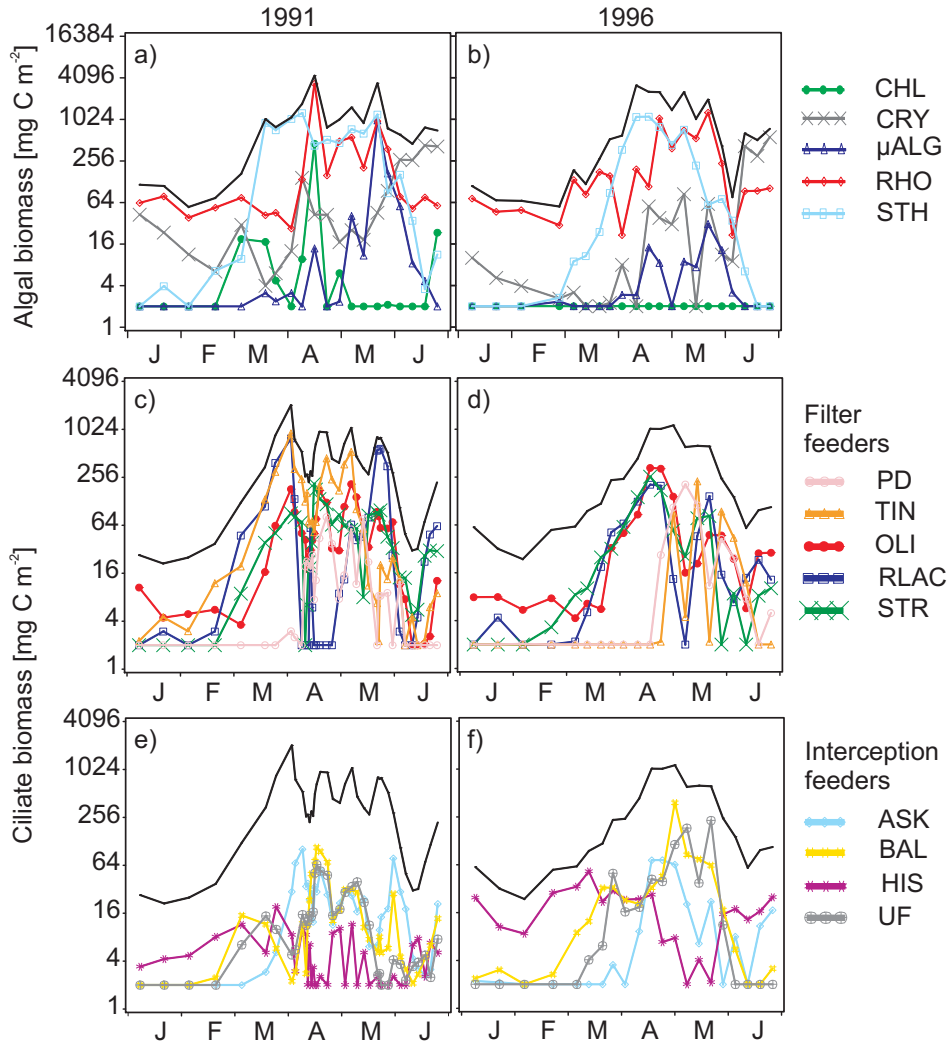 1991 1996
Algal biomass [mg C m-2]
16384
4096
1024
256
64
16
4
1
a) b)
J F M A M J J F M A M J
CHL
CRY
µALG
RHO
STH
Ciliate biomass [mg C m-2]
4096
1024
256
64
16
4
1
c) d)
J F M A M J J F M A M J
Filter
feeders
PD
TIN
OLI
RLAC
STR
4096
1024
256
64
16
4
1
e) f)
J F M A M J J F M A M J
Interception
feeders
ASK
BAL
HIS
UF